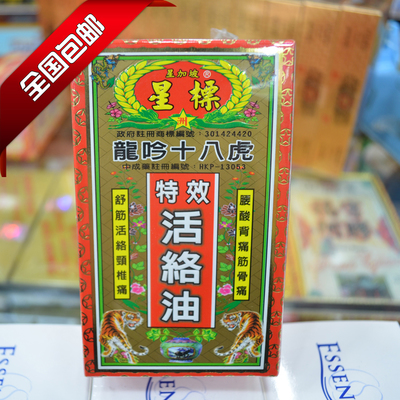 全国包邮
星加坡
®
星標
政府註冊商標編號：301424420
龍吟十八虎
中成藥註冊編號：HKP-13053
特效
活絡油
舒筋活絡頸椎痛
腰酸背痛筋骨痛
ESSEN
ESSEN